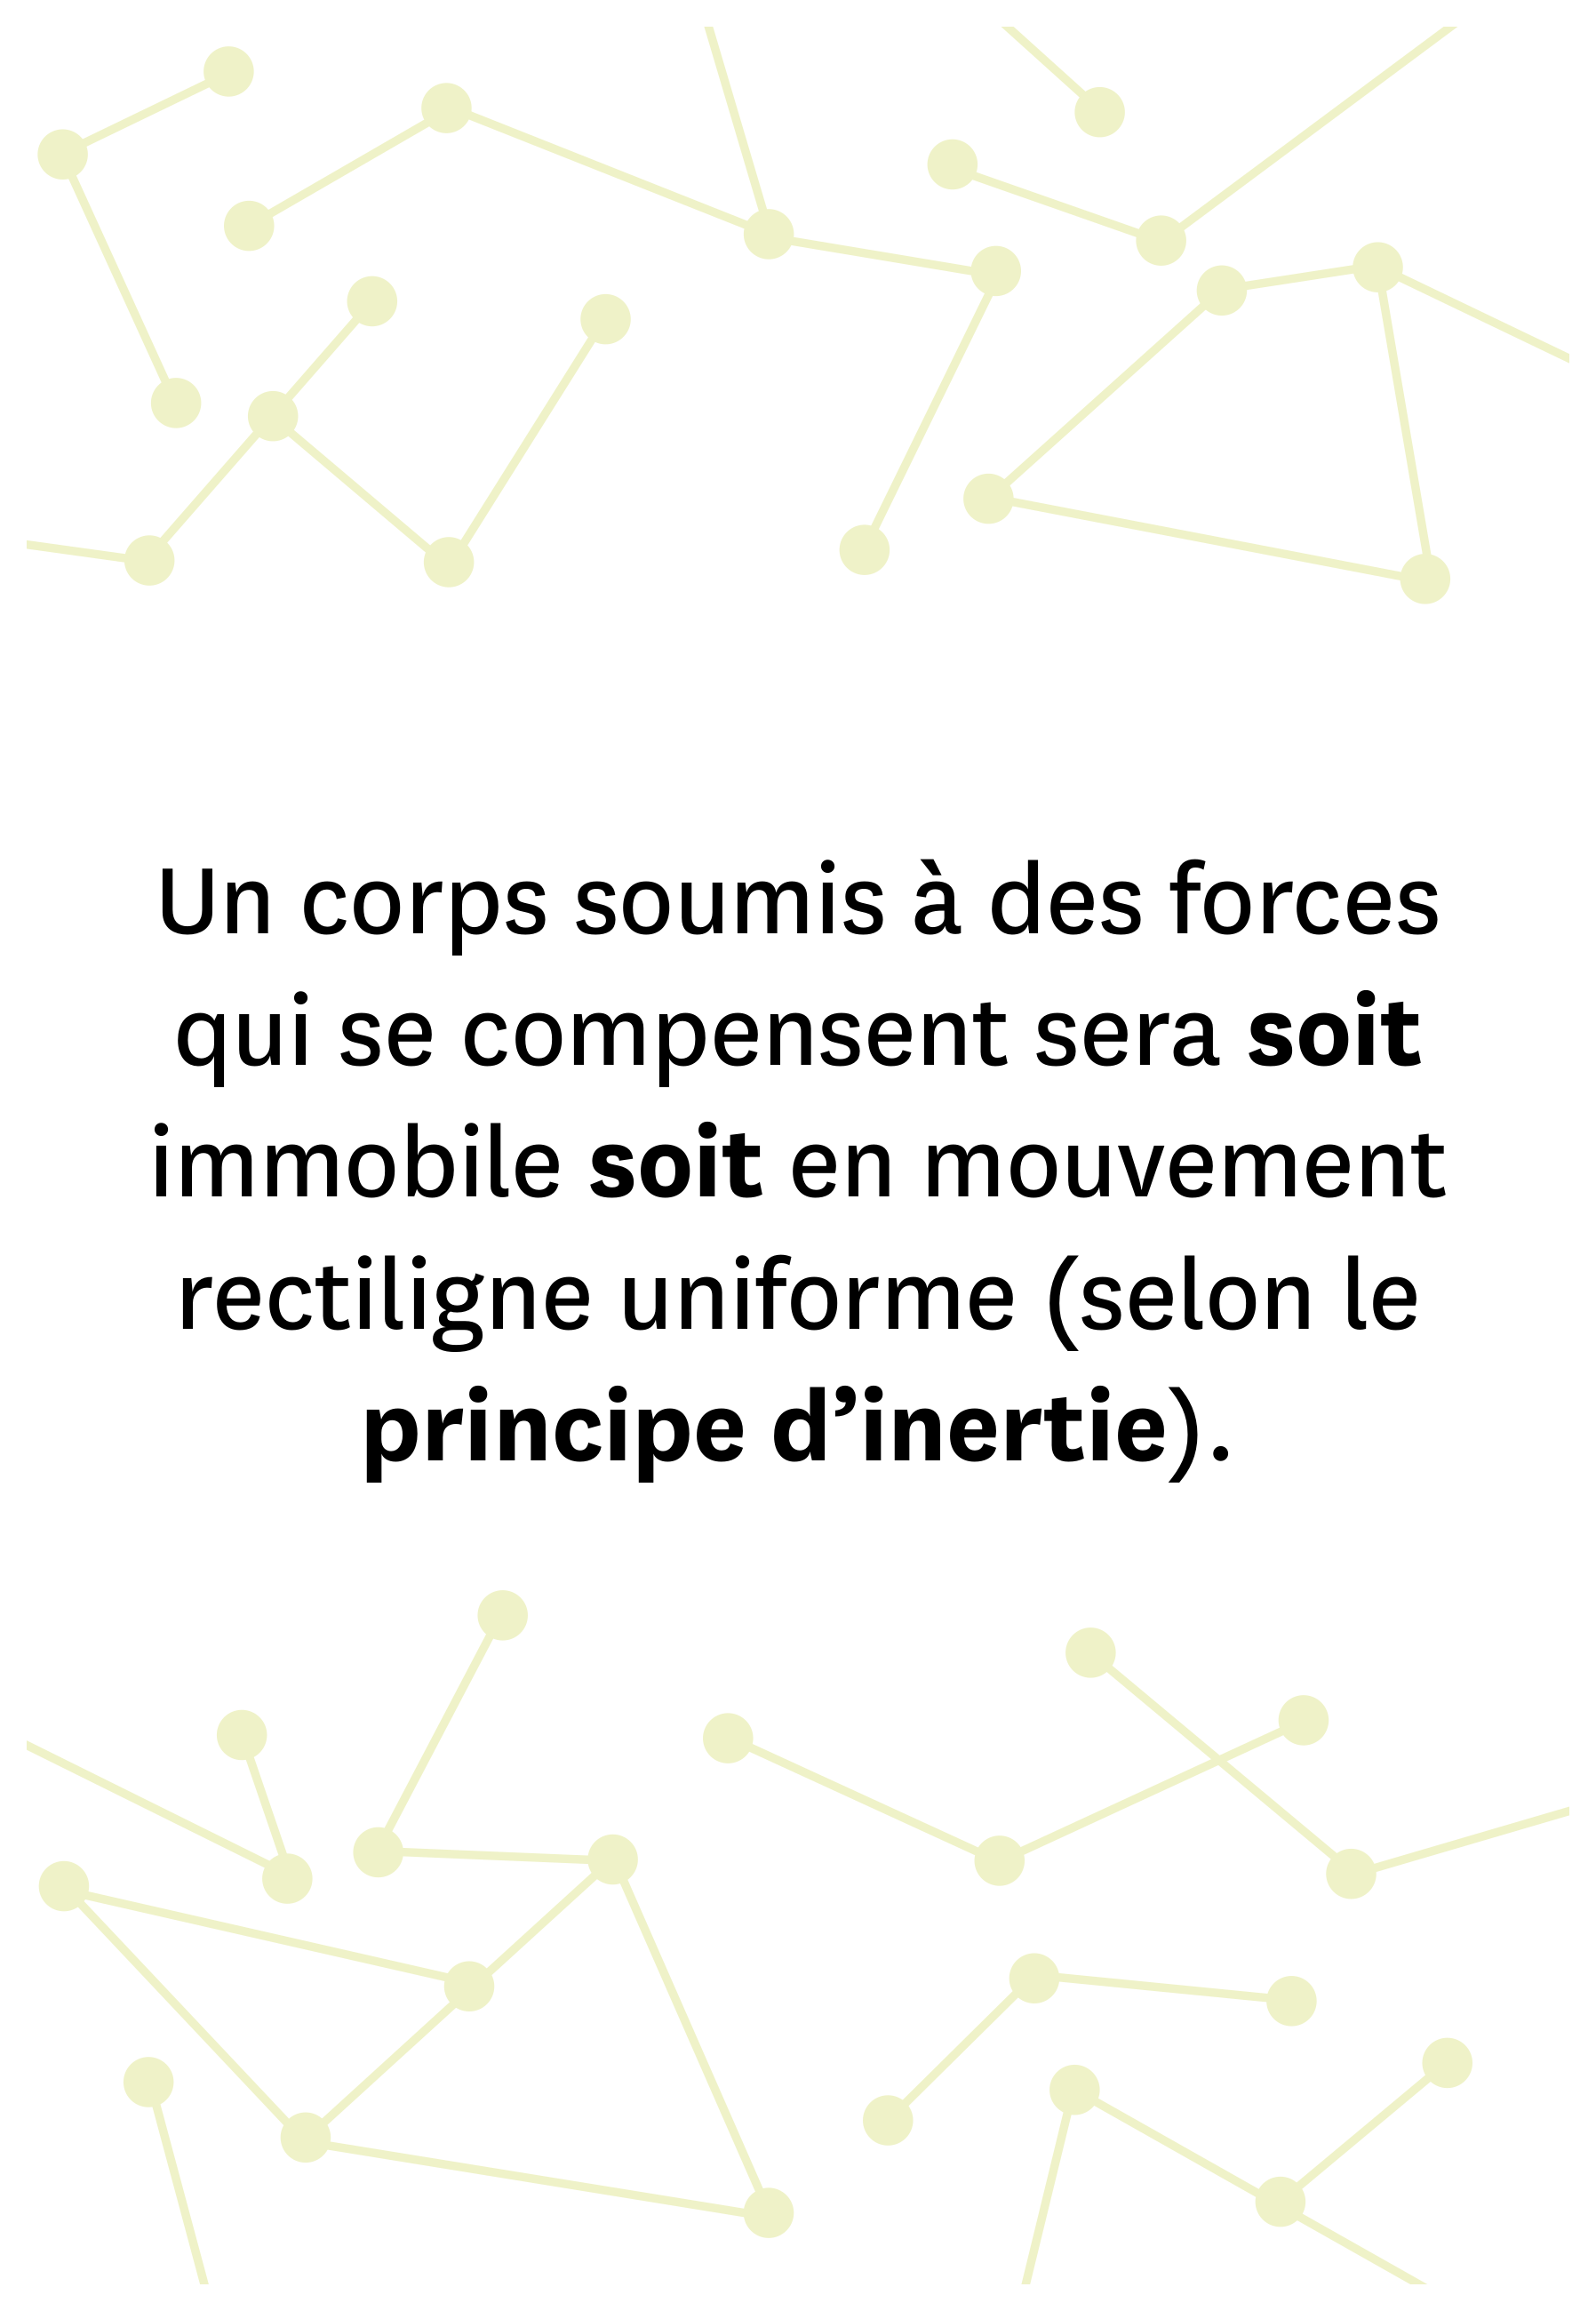 Un corps soumis à des forces
qui se compensent sera soit
immobile soit en mouvement
rectiligne uniforme (selon le
principe d’inertie).